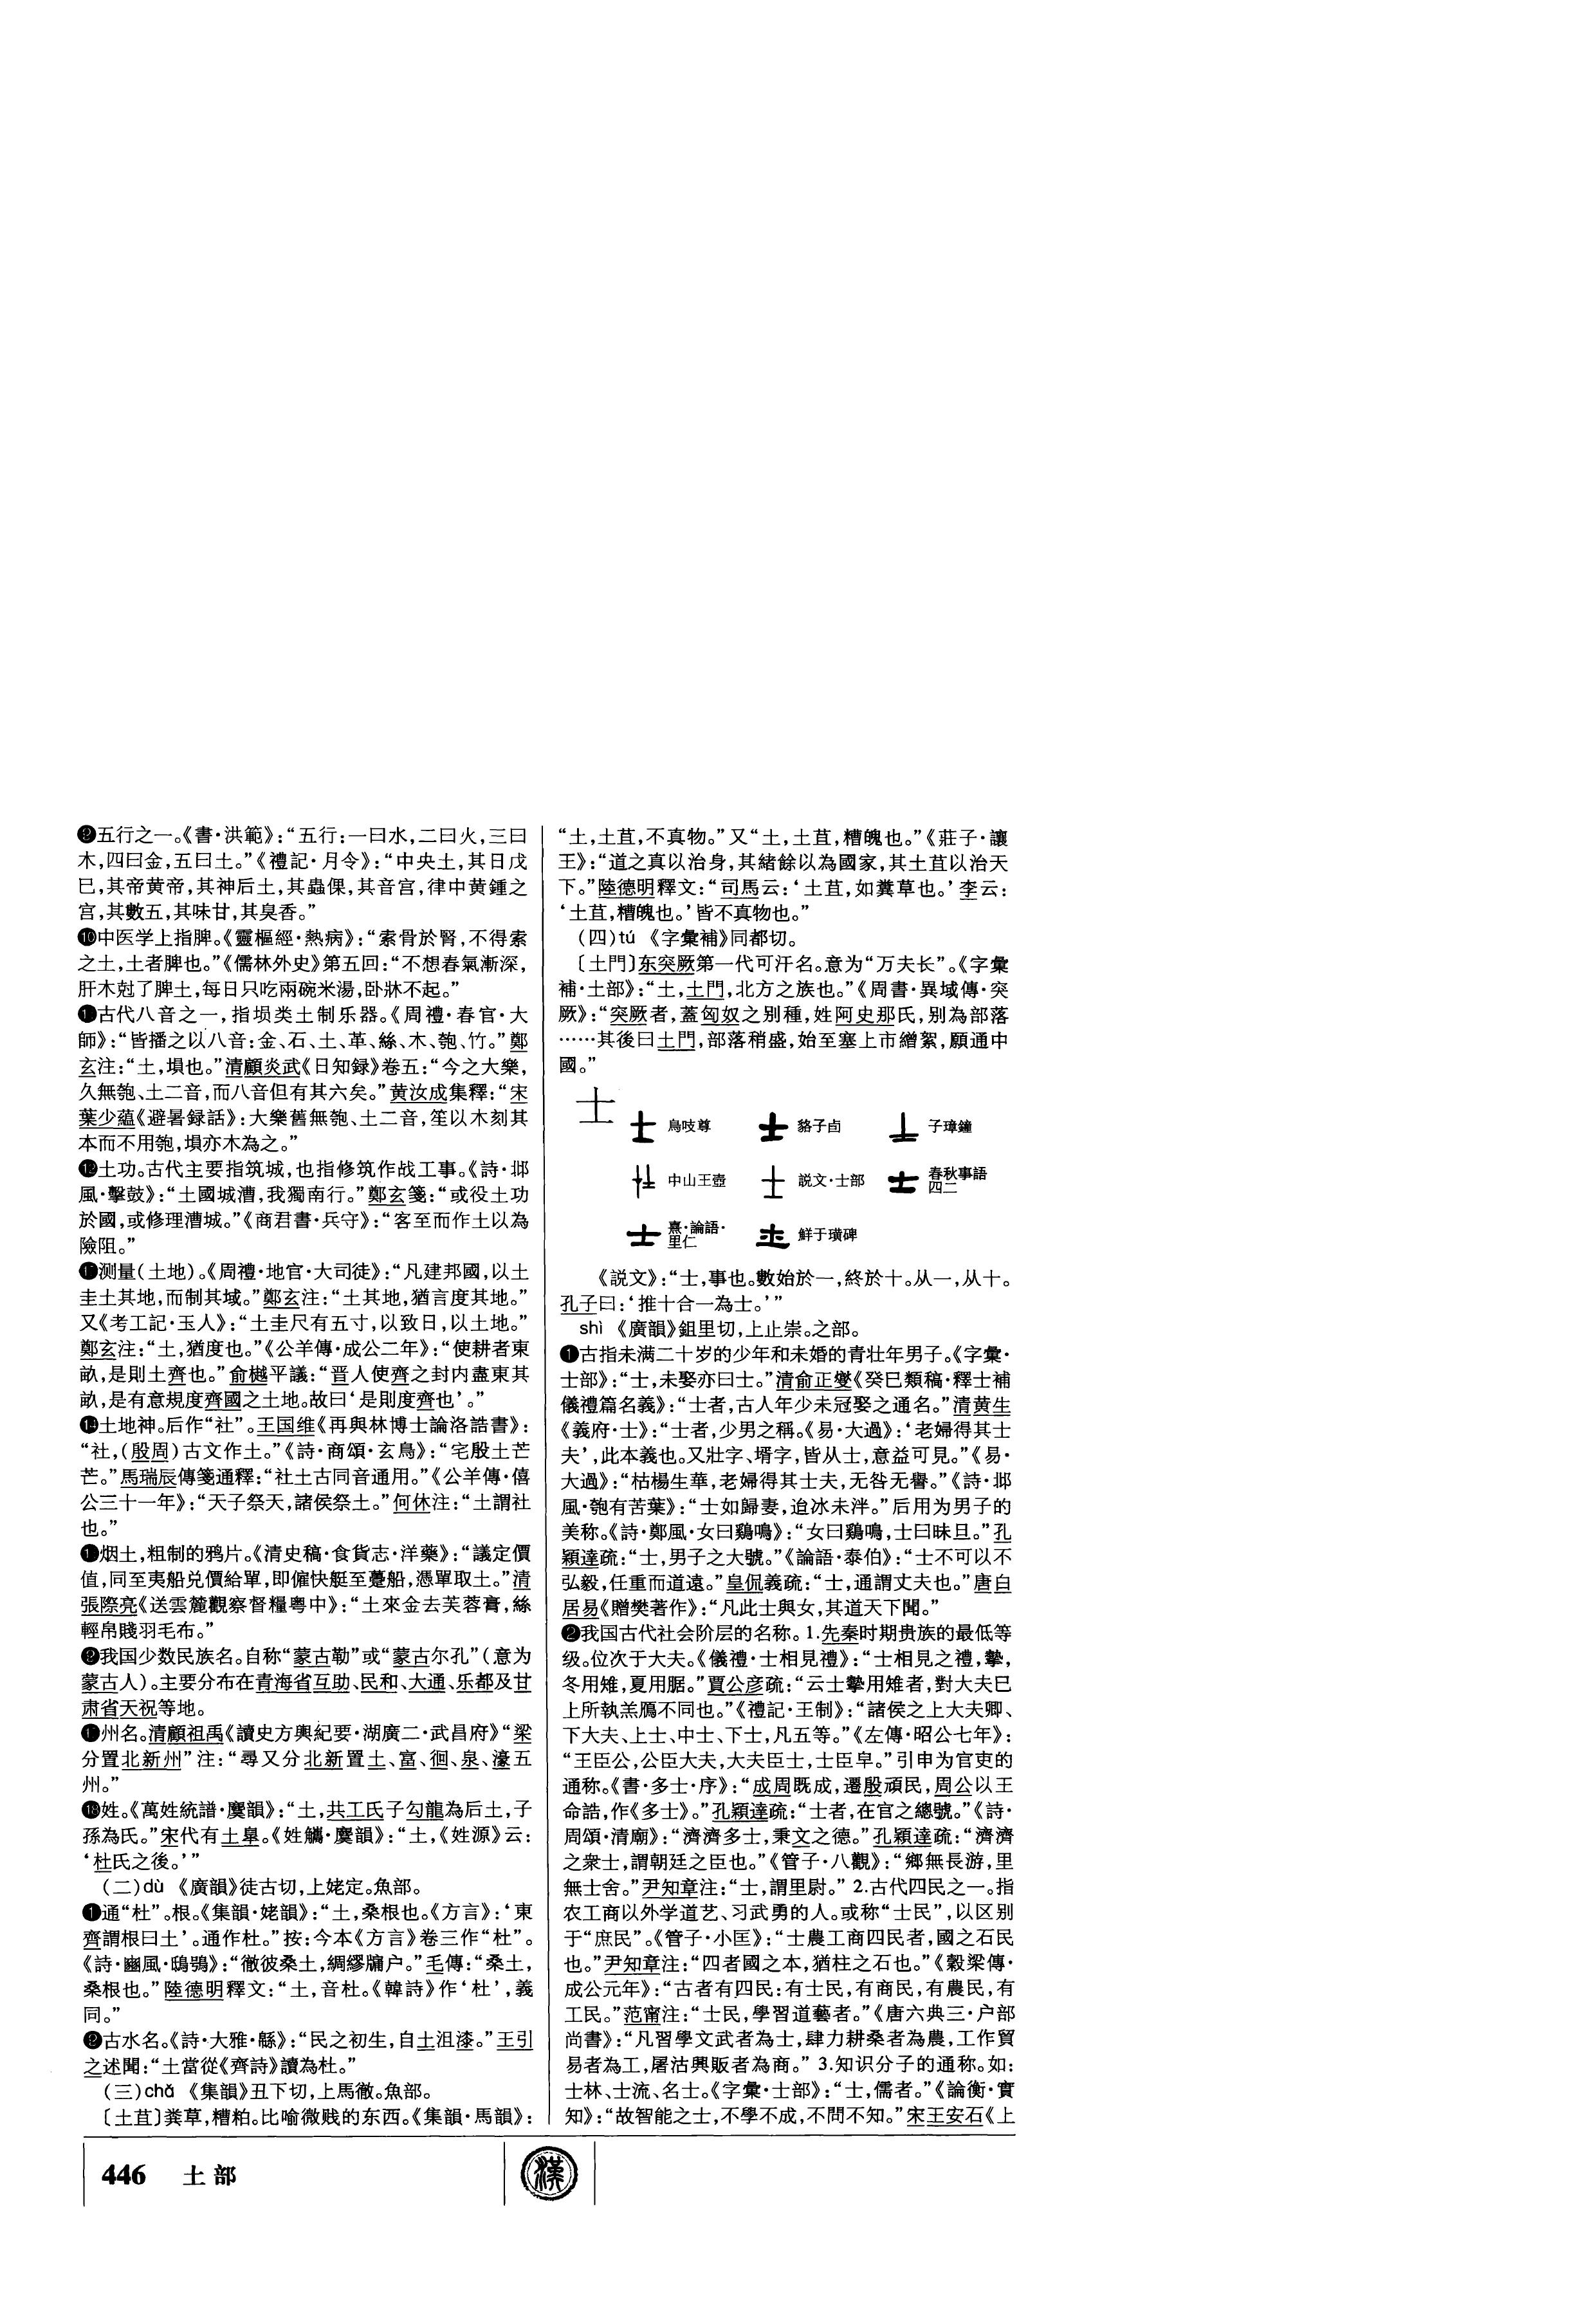 ❾五行之一。《書·洪範》：“五行：一曰水，二曰火，三曰
木，四曰金，五曰土。”《禮記·月令》：“中央土，其日戊
巳，其帝黄帝，其神后土，其蟲倮，其音宫，律中黄鍾之
宫，其數五，其味甘，其臭香。”
❿中医学上指脾。《靈樞經·熱病》：“索骨於腎，不得索
之土，土者脾也。”《儒林外史》第五回：“不想春氣漸深，
肝木尅了脾土，每日只吃兩碗米湯，卧牀不起。”
⓫古代八音之一，指埙类土制乐器。《周禮·春官·大
師》：“皆播之以八音：金、石、土、革、絲、木、匏、竹。”鄭
玄注：“土，塤也。”清顧炎武《日知録》卷五：“今之大樂，
久無匏、土二音，而八音但有其六矣。”黄汝成集釋：“宋
葉少藴《避暑録話》：大樂舊無匏、土二音，笙以木刻其
本而不用匏，塤亦木為之。”
⓬土功。古代主要指筑城，也指修筑作战工事。《詩·邶
風·擊鼓》：“土國城漕，我獨南行。”鄭玄箋：“或役土功
於國，或修理漕城。”《商君書·兵守》：“客至而作土以為
險阻。”
⓭测量（土地）。《周禮·地官·大司徒》：“凡建邦國，以土
圭土其地，而制其域。”鄭玄注：“土其地，猶言度其地。”
又《考工記·玉人》：“土圭尺有五寸，以致日，以土地。”
鄭玄注：“土，猶度也。”《公羊傳·成公二年》：“使耕者東
畝，是則土齊也。”俞樾平議：“晋人使齊之封内盡東其
畝，是有意規度齊國之土地。故曰‘是則度齊也’。”
⓮土地神。后作“社”。王国维《再與林博士論洛誥書》：
“社，（殷周）古文作土。”《詩·商頌·玄鳥》：“宅殷土芒
芒。”馬瑞辰傳箋通釋：“社土古同音通用。”《公羊傳·僖
公三十一年》：“天子祭天，諸侯祭土。”何休注：“土謂社
也。”
⓯烟土，粗制的鸦片。《清史稿·食貨志·洋藥》：“議定價
值，同至夷船兑價給單，即僱快艇至躉船，憑單取土。”清
張際亮《送雲麓觀察督糧粤中》：“土來金去芙蓉膏，絲
輕帛賤羽毛布。”
⓰我国少数民族名。自称“蒙古勒”或“蒙古尔孔”（意为
蒙古人）。主要分布在青海省互助、民和、大通、乐都及甘
肃省天祝等地。
⓱州名。清顧祖禹《讀史方輿紀要·湖廣二·武昌府》“梁
分置北新州”注：“尋又分北新置土、富、徊、泉、濠五
州。”
⓲姓。《萬姓統譜·麌韻》：“土，共工氏子勾龍為后土，子
孫為氏。”宋代有土皐。《姓觿·麌韻》：“土，《姓源》云：
‘杜氏之後。’”
（二）dù 《廣韻》徒古切，上姥定。魚部。
❶通“杜”。根。《集韻·姥韻》：“土，桑根也。《方言》：‘東
齊謂根曰土’。通作杜。”按：今本《方言》卷三作“杜”。
《詩·豳風·鴟鴞》：“徹彼桑土，綢繆牖户。”毛傳：“桑土，
桑根也。”陸德明釋文：“土，音杜。《韓詩》作‘杜’，義
同。”
❷古水名。《詩·大雅·緜》：“民之初生，自土沮漆。”王引
之述聞：“土當從《齊詩》讀為杜。”
（三）chǎ 《集韻》丑下切，上馬徹。魚部。
〔土苴〕粪草，糟粕。比喻微贱的东西。《集韻·馬韻》：
“土，土苴，不真物。”又“土，土苴，糟魄也。”《莊子·讓
王》：“道之真以治身，其緒餘以為國家，其土苴以治天
下。”陸德明釋文：“司馬云：‘土苴，如糞草也。’李云：
‘土苴，糟魄也。’皆不真物也。”
（四）tú 《字彙補》同都切。
〔土門〕东突厥第一代可汗名。意为“万夫长”。《字彙
補·土部》：“土，土門，北方之族也。”《周書·異域傳·突
厥》：“突厥者，蓋匈奴之别種，姓阿史那氏，别為部落
……其後曰土門，部落稍盛，始至塞上市繒絮，願通中
國。”
士
士 鳥吱尊 士 貉子卣 士 子璋鐘
中山王壺 士 説文·士部 士 春秋事語四二
士 熹·論語·里仁 鮮于璜碑
《説文》：“士，事也。數始於一，終於十。从一，从十。
孔子曰：‘推十合一為士。’”
shì 《廣韻》鉏里切，上止崇。之部。
❶古指未满二十岁的少年和未婚的青壮年男子。《字彙·
士部》：“士，未娶亦曰士。”清俞正燮《癸巳類稿·釋士補
儀禮篇名義》：“士者，古人年少未冠娶之通名。”清黄生
《義府·士》：“士者，少男之稱。《易·大過》：‘老婦得其士
夫’，此本義也。又壯字、壻字，皆从士，意益可見。”《易·
大過》：“枯楊生華，老婦得其士夫，无咎无譽。”《詩·邶
風·匏有苦葉》：“士如歸妻，迨冰未泮。”后用为男子的
美称。《詩·鄭風·女曰鷄鳴》：“女曰鷄鳴，士曰昧旦。”孔
穎達疏：“士，男子之大號。”《論語·泰伯》：“士不可以不
弘毅，任重而道遠。”皇侃義疏：“士，通謂丈夫也。”唐白
居易《贈樊著作》：“凡此士與女，其道天下聞。”
❷我国古代社会阶层的名称。1.先秦时期贵族的最低等
级。位次于大夫。《儀禮·士相見禮》：“士相見之禮，摯，
冬用雉，夏用腒。”賈公彦疏：“云士摯用雉者，對大夫巳
上所執羔鴈不同也。”《禮記·王制》：“諸侯之上大夫卿、
下大夫、上士、中士、下士，凡五等。”《左傳·昭公七年》：
“王臣公，公臣大夫，大夫臣士，士臣皁。”引申为官吏的
通称。《書·多士·序》：“成周既成，遷殷頑民，周公以王
命誥，作《多士》。”孔穎達疏：“士者，在官之總號。”《詩·
周頌·清廟》：“濟濟多士，秉文之德。”孔穎達疏：“濟濟
之衆士，謂朝廷之臣也。”《管子·八觀》：“鄉無長游，里
無士舍。”尹知章注：“士，謂里尉。”2.古代四民之一。指
农工商以外学道艺、习武勇的人。或称“士民”，以区别
于“庶民”。《管子·小匡》：“士農工商四民者，國之石民
也。”尹知章注：“四者國之本，猶柱之石也。”《穀梁傳·
成公元年》：“古者有四民：有士民，有商民，有農民，有
工民。”范甯注：“士民，學習道藝者。”《唐六典三·户部
尚書》：“凡習學文武者為士，肆力耕桑者為農，工作貿
易者為工，屠沽興販者為商。”3.知识分子的通称。如：
士林、士流、名士。《字彙·士部》：“士，儒者。”《論衡·實
知》：“故智能之士，不學不成，不問不知。”宋王安石《上
446 土部
漢